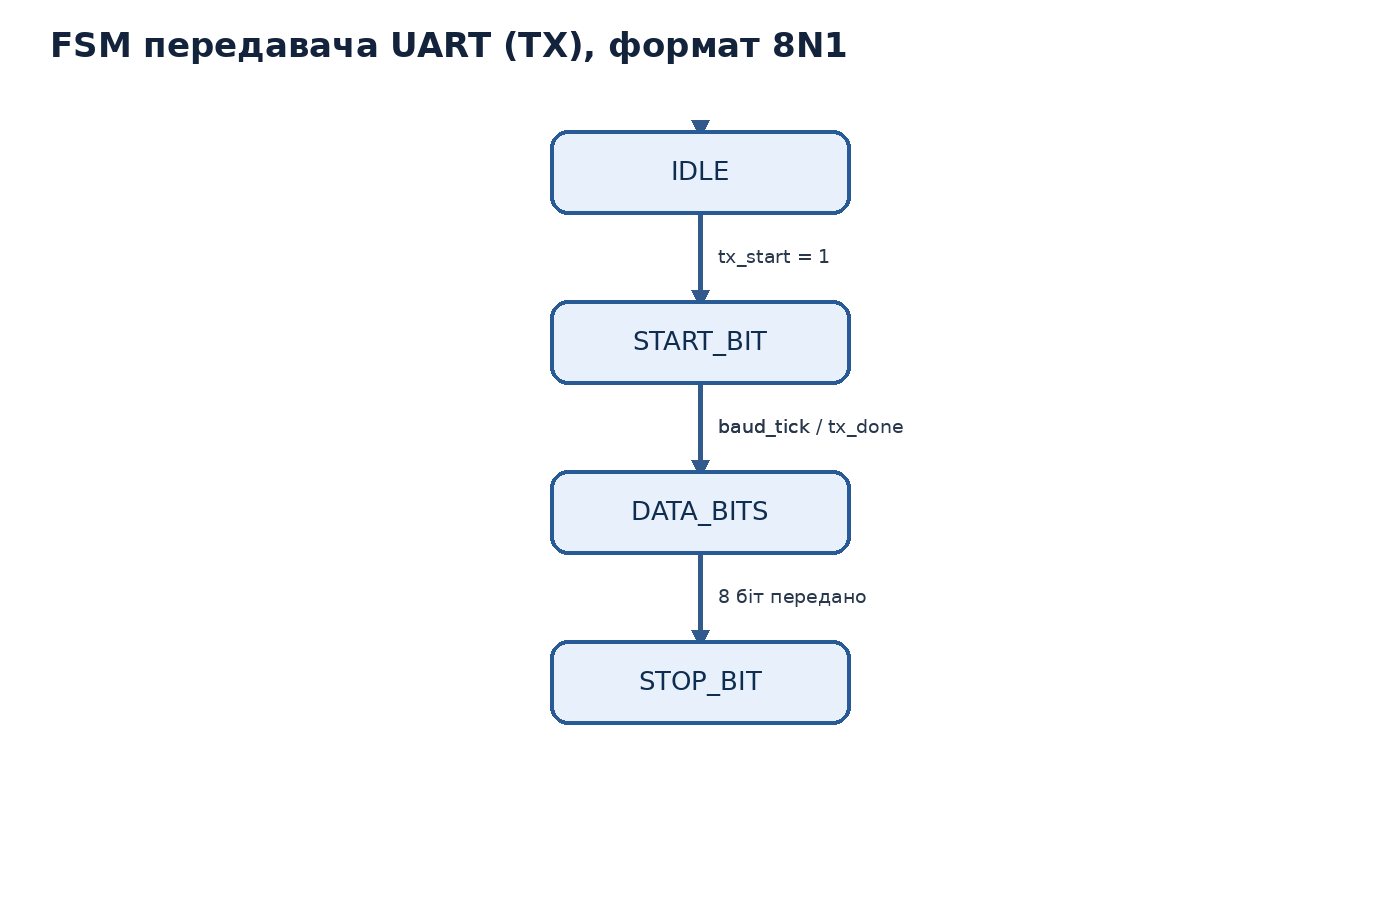 FSM передавача UART (TX), формат 8N1
IDLE
tx_start = 1
START_BIT
baud_tick / tx_done
DATA_BITS
8 біт передано
STOP_BIT